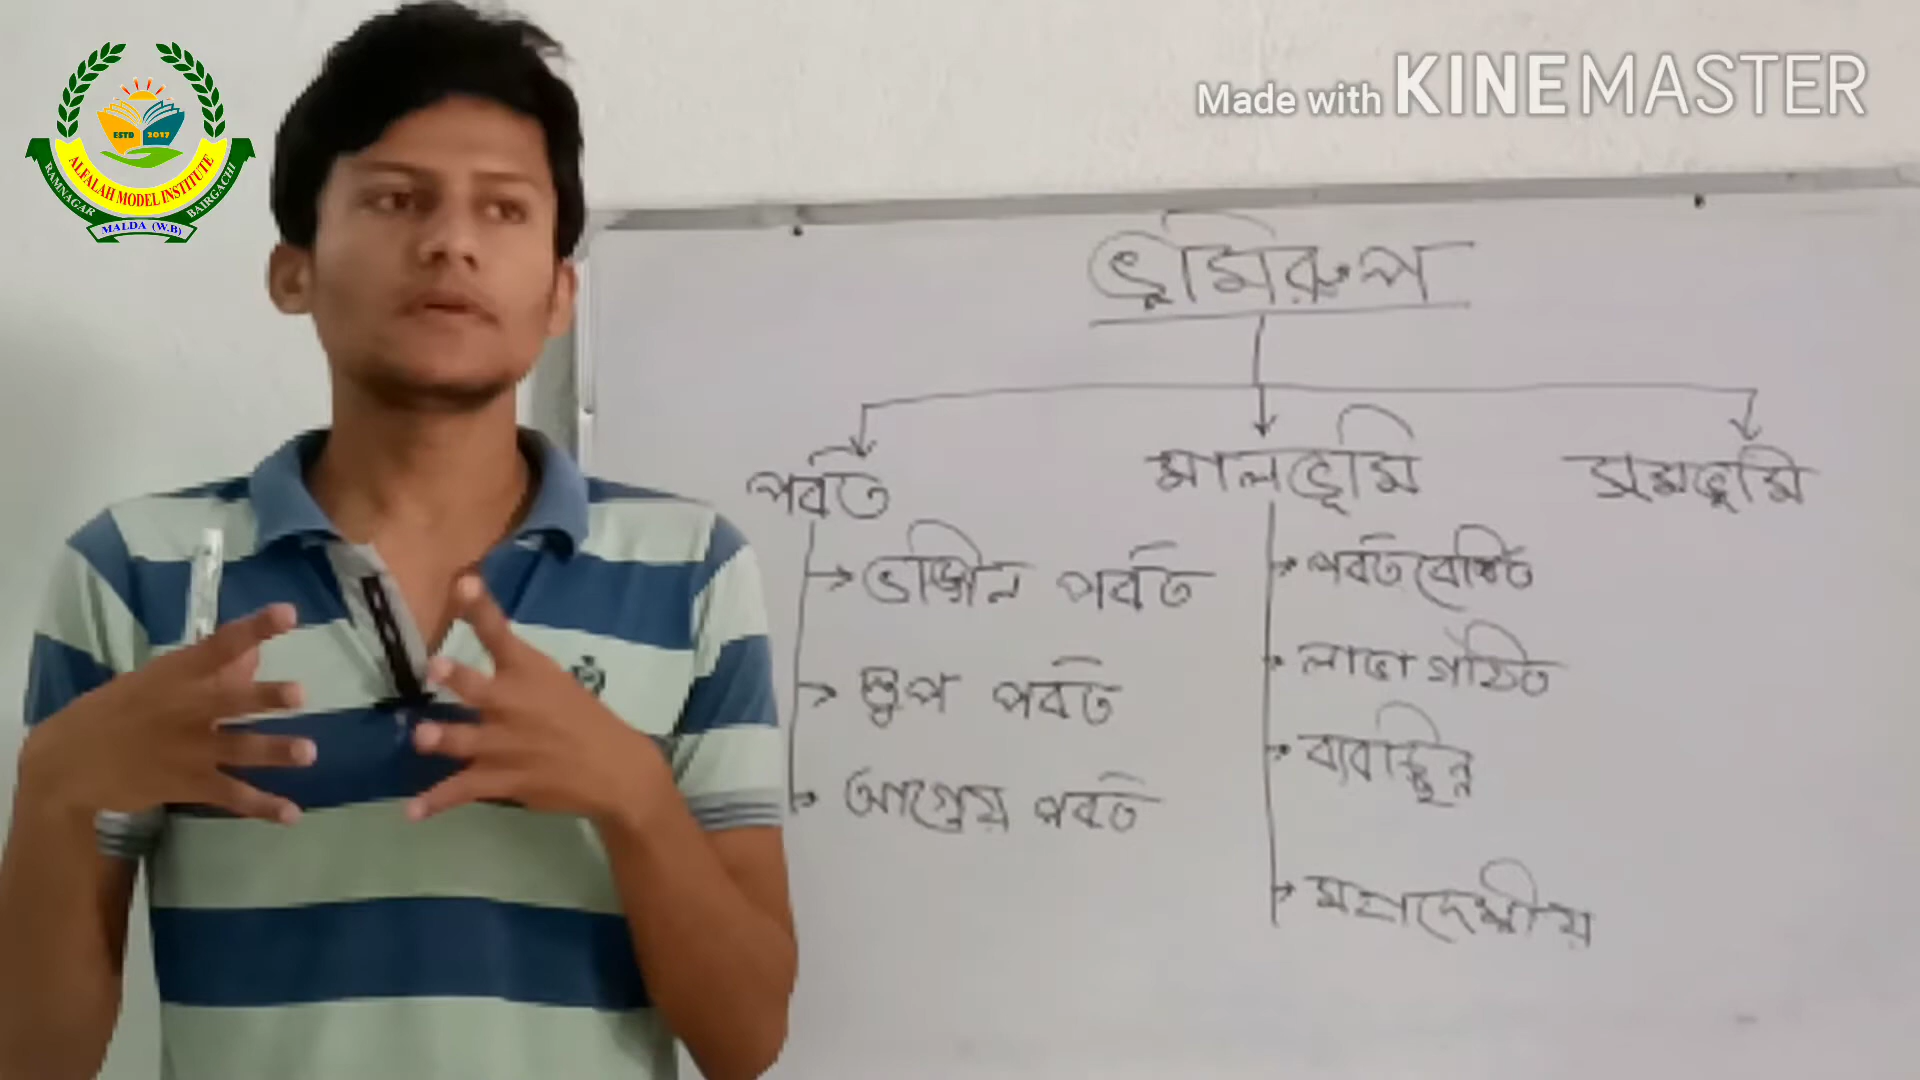 ESTD 2017
ALFALAH MODEL INSTITUTE
RAMNAGAR BAIRGACHI
MALDA (W.B)
Made with KINEMASTER
ভূমিরুপ
পর্বত মালভূমি সমভূমি
ভঙ্গিল পর্বত
স্তুপ পর্বত
আগ্নেয় পর্বত
পর্বতবেষ্টিত
লাভা গঠিত
ব্যবচ্ছিন্ন
মহাদেশীয়